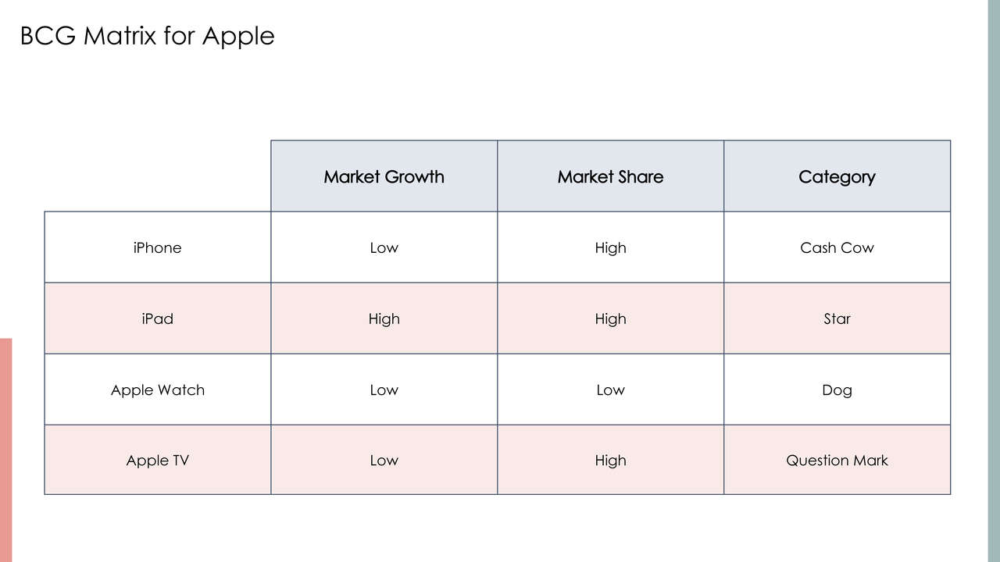 BCG Matrix for Apple
Market Growth Market Share Category
iPhone Low High Cash Cow
iPad High High Star
Apple Watch Low Low Dog
Apple TV Low High Question Mark